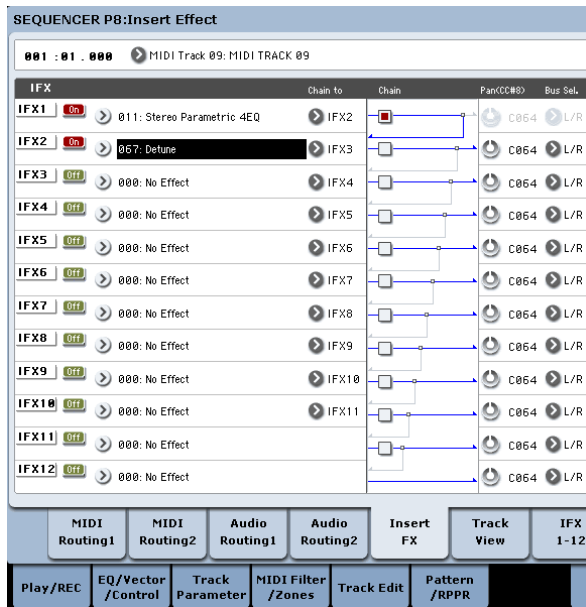 SEQUENCER P8:Insert Effect
001 :01 . 000 MIDI Track 09: MIDI TRACK 09
IFX Chain to Chain Pan(CC#8) Bus Sel.
IFX1 On 011: Stereo Parametric 4EQ IFX2 C064 L/R
IFX2 On 067: Detune IFX3 C064 L/R
IFX3 Off 000: No Effect IFX4 C064 L/R
IFX4 Off 000: No Effect IFX5 C064 L/R
IFX5 Off 000: No Effect IFX6 C064 L/R
IFX6 Off 000: No Effect IFX7 C064 L/R
IFX7 Off 000: No Effect IFX8 C064 L/R
IFX8 Off 000: No Effect IFX9 C064 L/R
IFX9 Off 000: No Effect IFX10 C064 L/R
IFX10 Off 000: No Effect IFX11 C064 L/R
IFX11 Off 000: No Effect C064 L/R
IFX12 Off 000: No Effect C064 L/R
MIDI Routing1 MIDI Routing2 Audio Routing1 Audio Routing2 Insert FX Track View IFX 1-12
Play/REC EQ/Vector /Control Track Parameter MIDI Filter /Zones Track Edit Pattern /RPPR